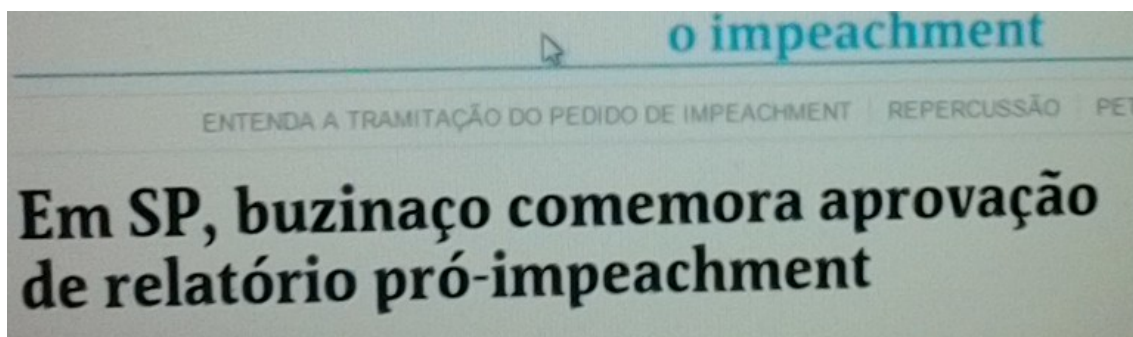 o impeachment
ENTENDA A TRAMITAÇÃO DO PEDIDO DE IMPEACHMENT REPERCUSSÃO
Em SP, buzinaço comemora aprovação
de relatório pró-impeachment